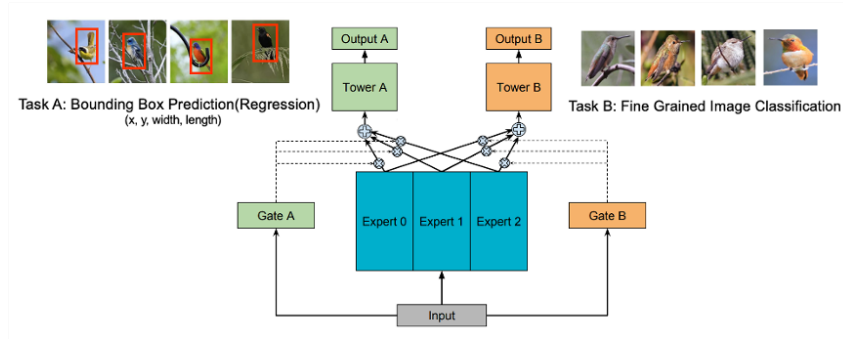 Output A
Output B
Tower A
Tower B
Task A: Bounding Box Prediction(Regression)
(x, y, width, length)
Task B: Fine Grained Image Classification
Gate A
Expert 0
Expert 1
Expert 2
Gate B
Input